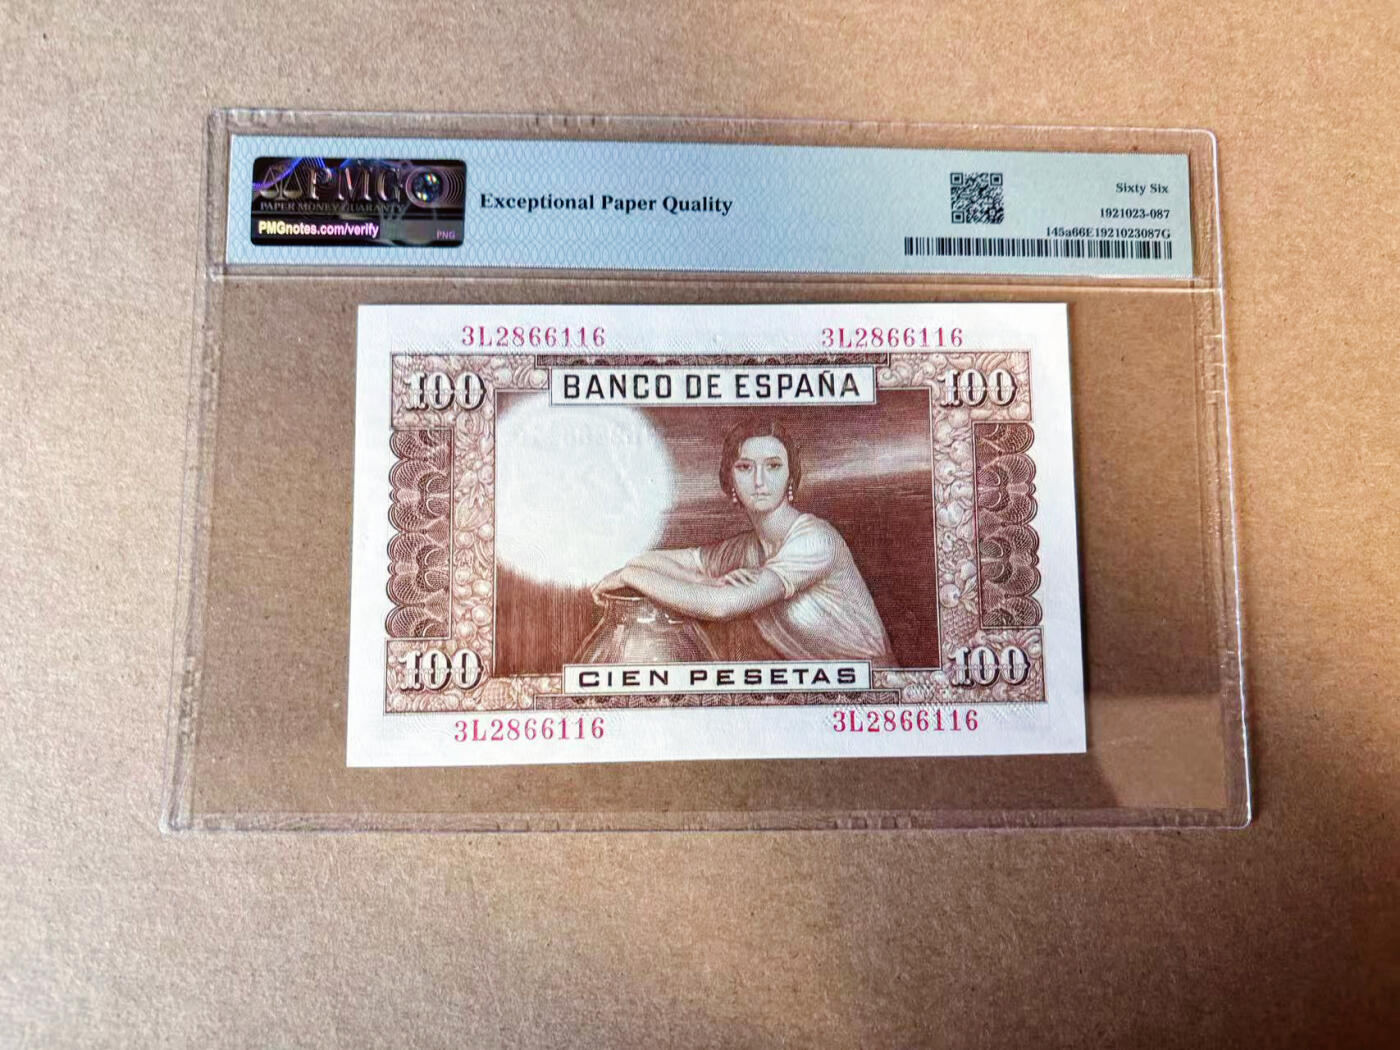 PMG
PAPER MONEY GUARANTY
PMGnotes.com/verify
PNG
Exceptional Paper Quality
Sixty Six
1921023-087
145a66E1921023087G
3L2866116 3L2866116
100 BANCO DE ESPAÑA 100
100 CIEN PESETAS 100
3L2866116 3L2866116